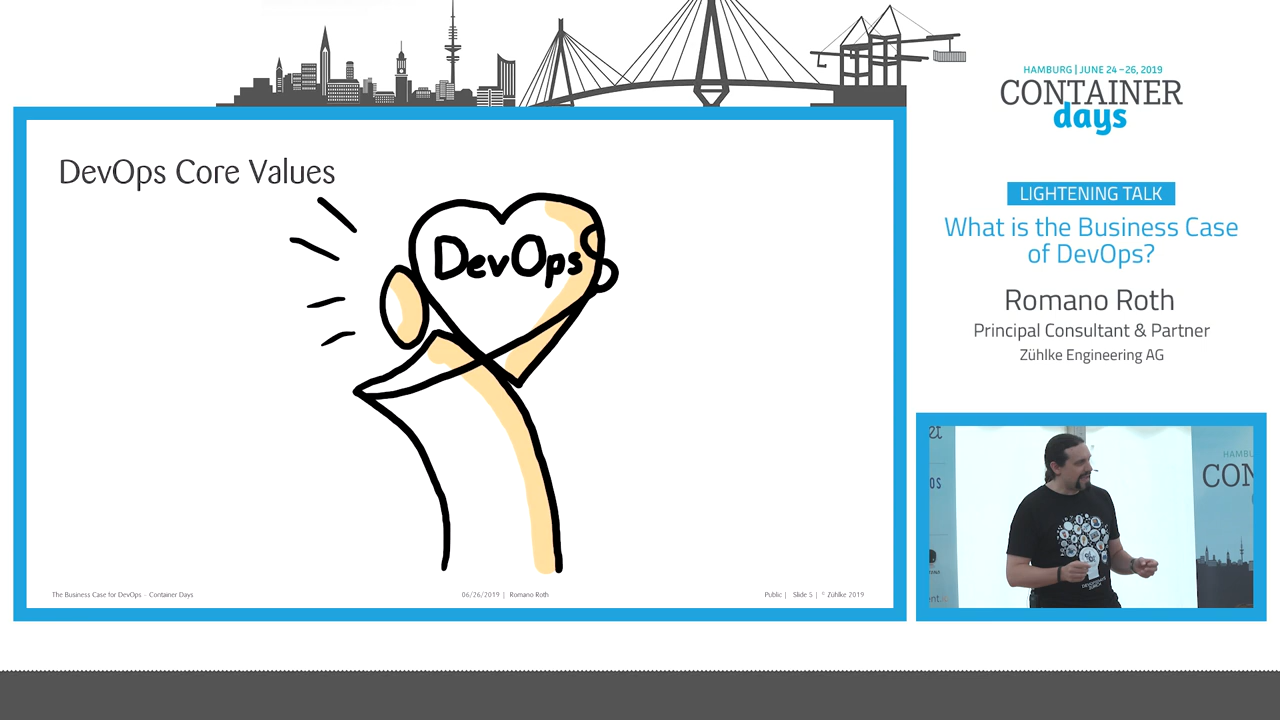 HAMBURG | JUNE 24 – 26, 2019
CONTAINER
days
DevOps Core Values
DevOps
LIGHTENING TALK
What is the Business Case
of DevOps?
Romano Roth
Principal Consultant & Partner
Zühlke Engineering AG
HAMBU
CON
The Business Case for DevOps - Container Days
06/26/2019 | Romano Roth
Public | Slide 5 | © Zühlke 2019